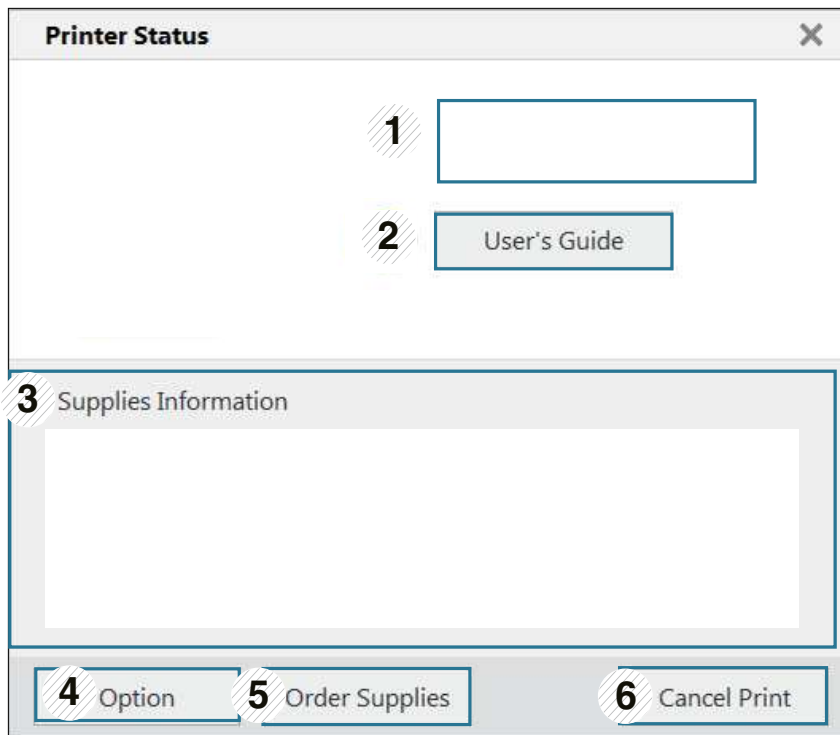 Printer Status
1
2 User's Guide
3 Supplies Information
4 Option 5 Order Supplies 6 Cancel Print